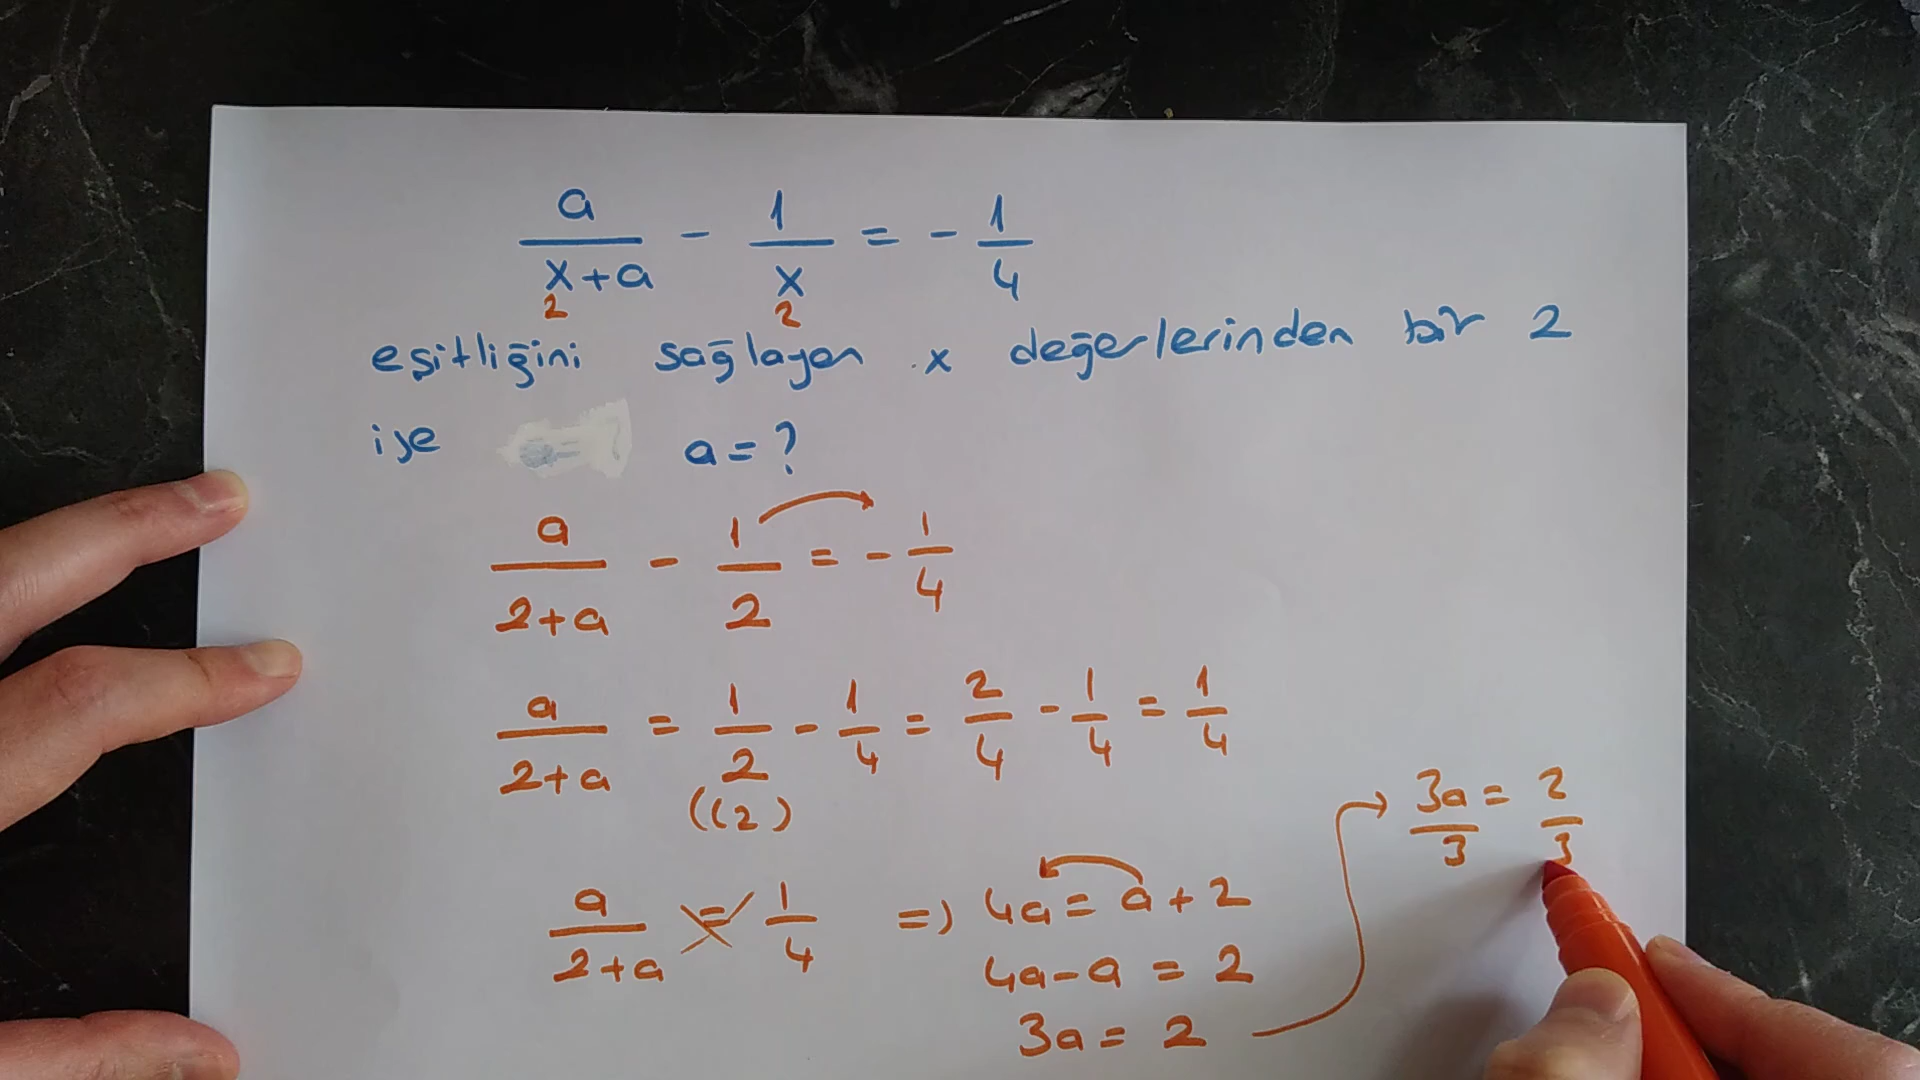 a/(x+a) - 1/x = - 1/4
2 2
eşitliğini sağlayan x değerlerinden bir 2
ise a = ?
a/(2+a) - 1/2 = - 1/4
a/(2+a) = 1/2 - 1/4 = 2/4 - 1/4 = 1/4
((2)
a/(2+a) = 1/4 => 4a = a + 2
4a - a = 2
3a = 2
3a/3 = 2/3